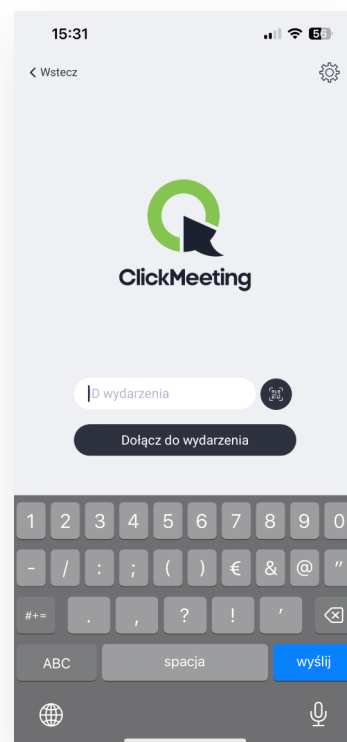 15:31
56
Wstecz
ClickMeeting
ID wydarzenia
Dołącz do wydarzenia
1 2 3 4 5 6 7 8 9 0
- / : ; ( ) € & @ "
#+= . , ? ! '
ABC spacja wyślij